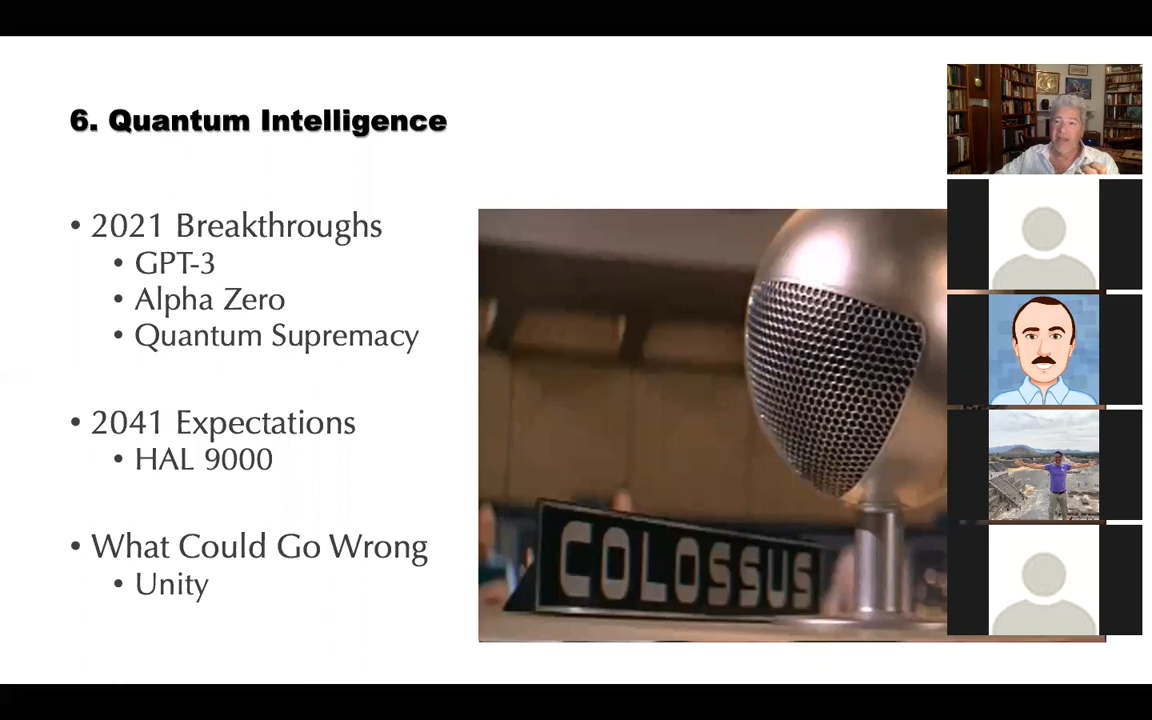 6. Quantum Intelligence
• 2021 Breakthroughs
• GPT-3
• Alpha Zero
• Quantum Supremacy
• 2041 Expectations
• HAL 9000
• What Could Go Wrong
• Unity
COLOSSUS